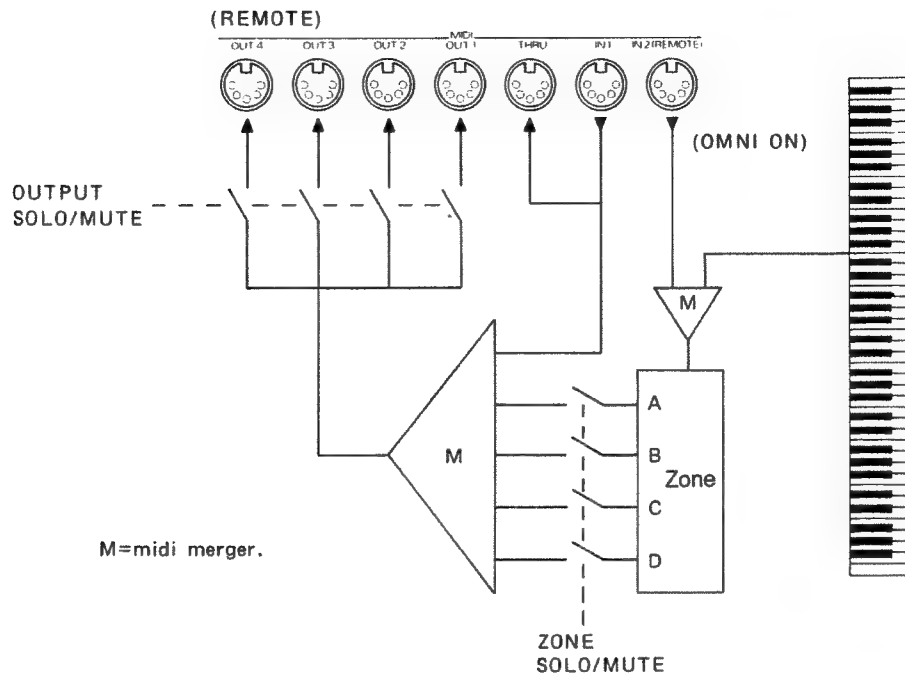 (REMOTE)
MIDI
OUT 4 OUT 3 OUT 2 OUT 1 THRU IN 1 IN 2 (REMOTE)
(OMNI ON)
OUTPUT
SOLO/MUTE
M
A
B
M
Zone
C
D
M=midi merger.
ZONE
SOLO/MUTE